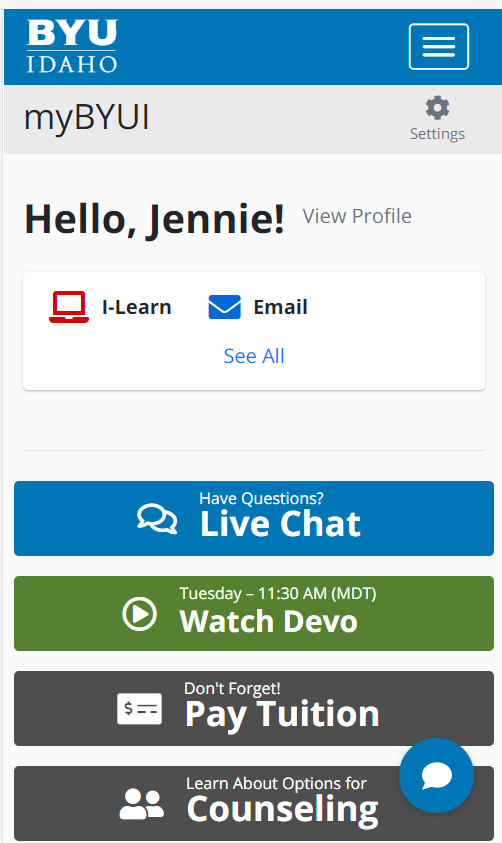 BYU
IDAHO
myBYUI
Settings
Hello, Jennie! View Profile
I-Learn Email
See All
Have Questions?
Live Chat
Tuesday – 11:30 AM (MDT)
Watch Devo
$
Don't Forget!
Pay Tuition
Learn About Options for
Counseling